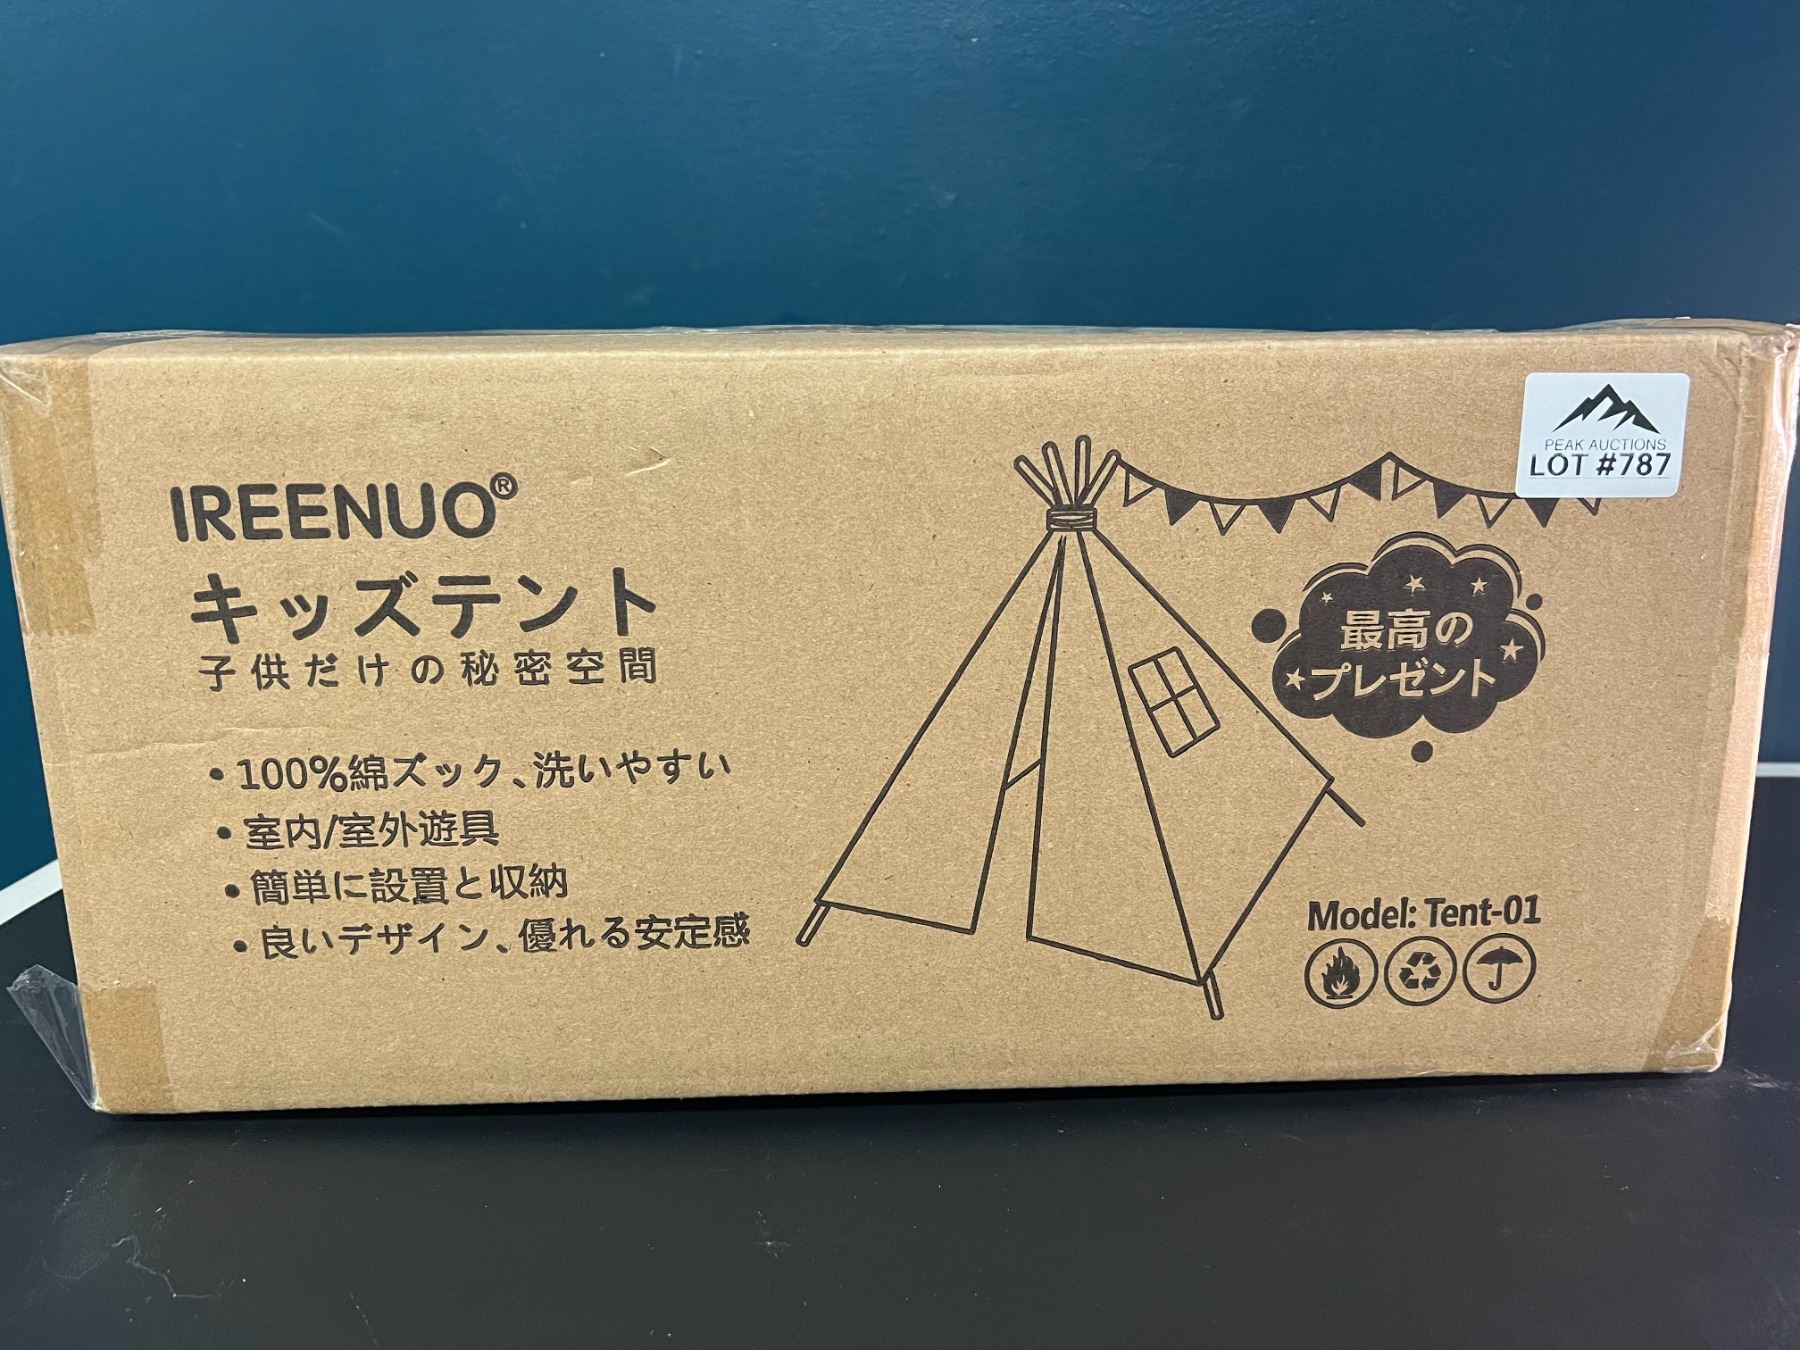 PEAK AUCTIONS
LOT #787
IREENUO®
キッズテント
子供だけの秘密空間
・100%綿ズック、洗いやすい
・室内/室外遊具
・簡単に設置と収納
・良いデザイン、優れる安定感
最高の
プレゼント
Model: Tent-01